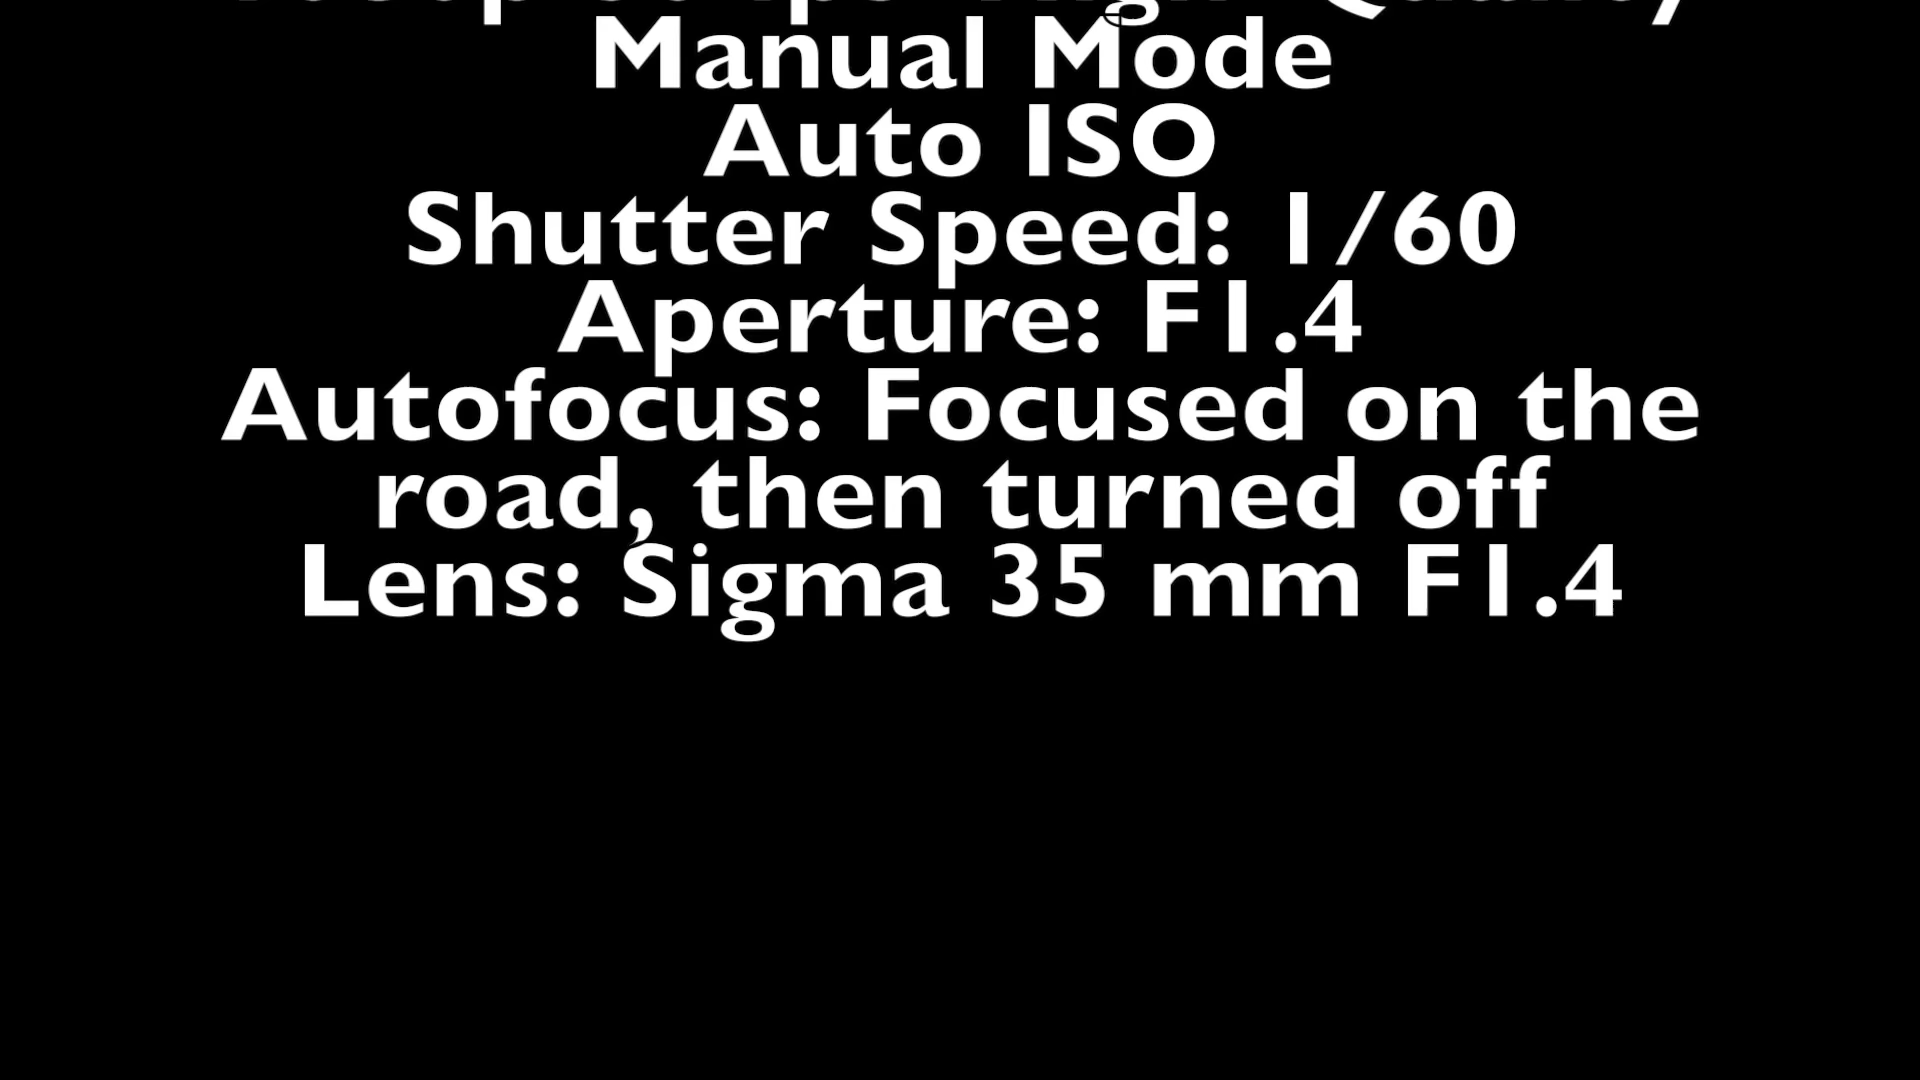 Manual Mode
Auto ISO
Shutter Speed: 1/60
Aperture: F1.4
Autofocus: Focused on the
road, then turned off
Lens: Sigma 35 mm F1.4